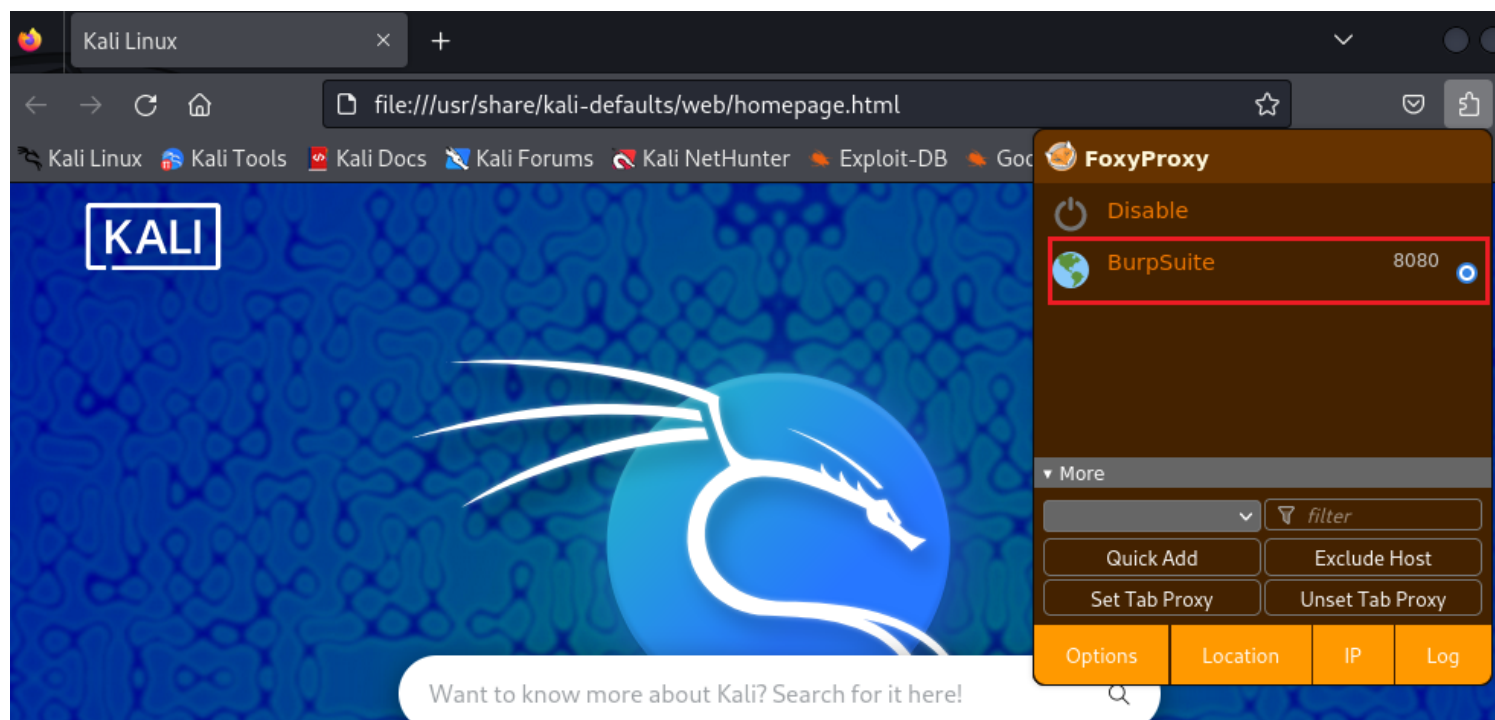 Kali Linux
file:///usr/share/kali-defaults/web/homepage.html
Kali Linux Kali Tools Kali Docs Kali Forums Kali NetHunter Exploit-DB
FoxyProxy
Disable
BurpSuite 8080
KALI
More
filter
Quick Add Exclude Host
Set Tab Proxy Unset Tab Proxy
Options Location IP Log
Want to know more about Kali? Search for it here!